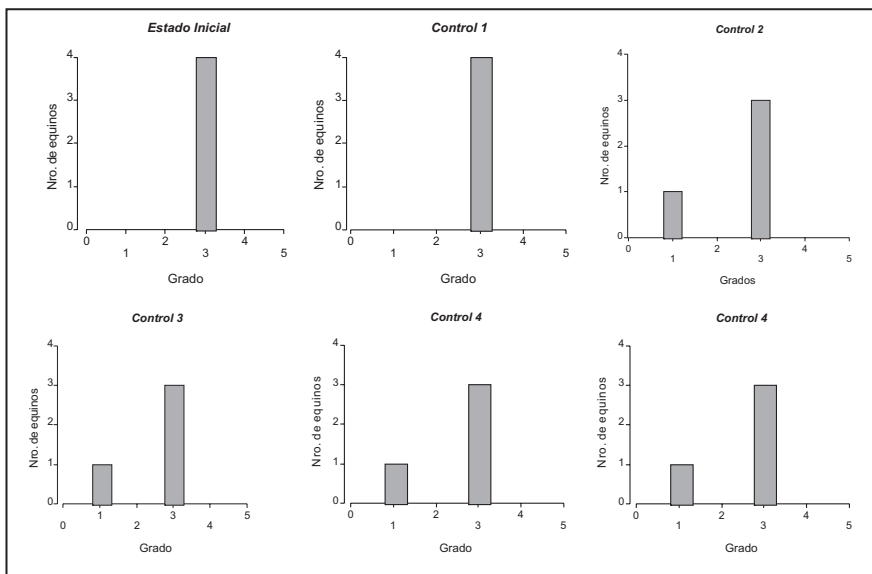 Estado Inicial
Nro. de equinos
4
3
2
1
0
0 1 2 3 4 5
Grado
Control 1
Nro. de equinos
4
3
2
1
0
0 1 2 3 4 5
Grado
Control 2
Nro. de equinos
4
3
2
1
0
0 1 2 3 4 5
Grados
Control 3
Nro. de equinos
4
3
2
1
0
0 1 2 3 4 5
Grado
Control 4
Nro. de equinos
4
3
2
1
0
0 1 2 3 4 5
Grado
Control 4
Nro. de equinos
4
3
2
1
0
0 1 2 3 4 5
Grado